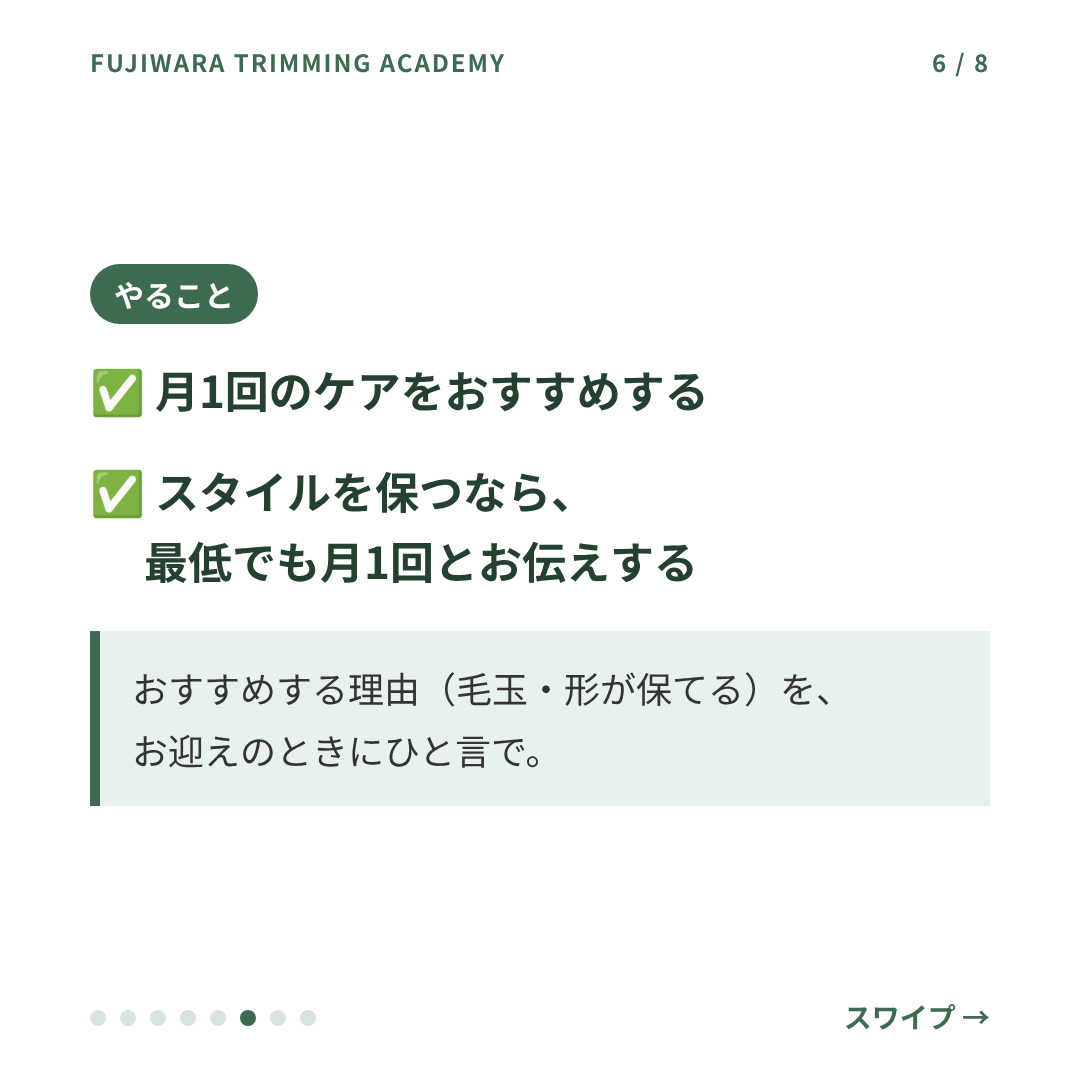 FUJIWARA TRIMMING ACADEMY
6 / 8
やること
✅ 月1回のケアをおすすめする
✅ スタイルを保つなら、
最低でも月1回とお伝えする
おすすめする理由（毛玉・形が保てる）を、
お迎えのときにひと言で。
スワイプ →